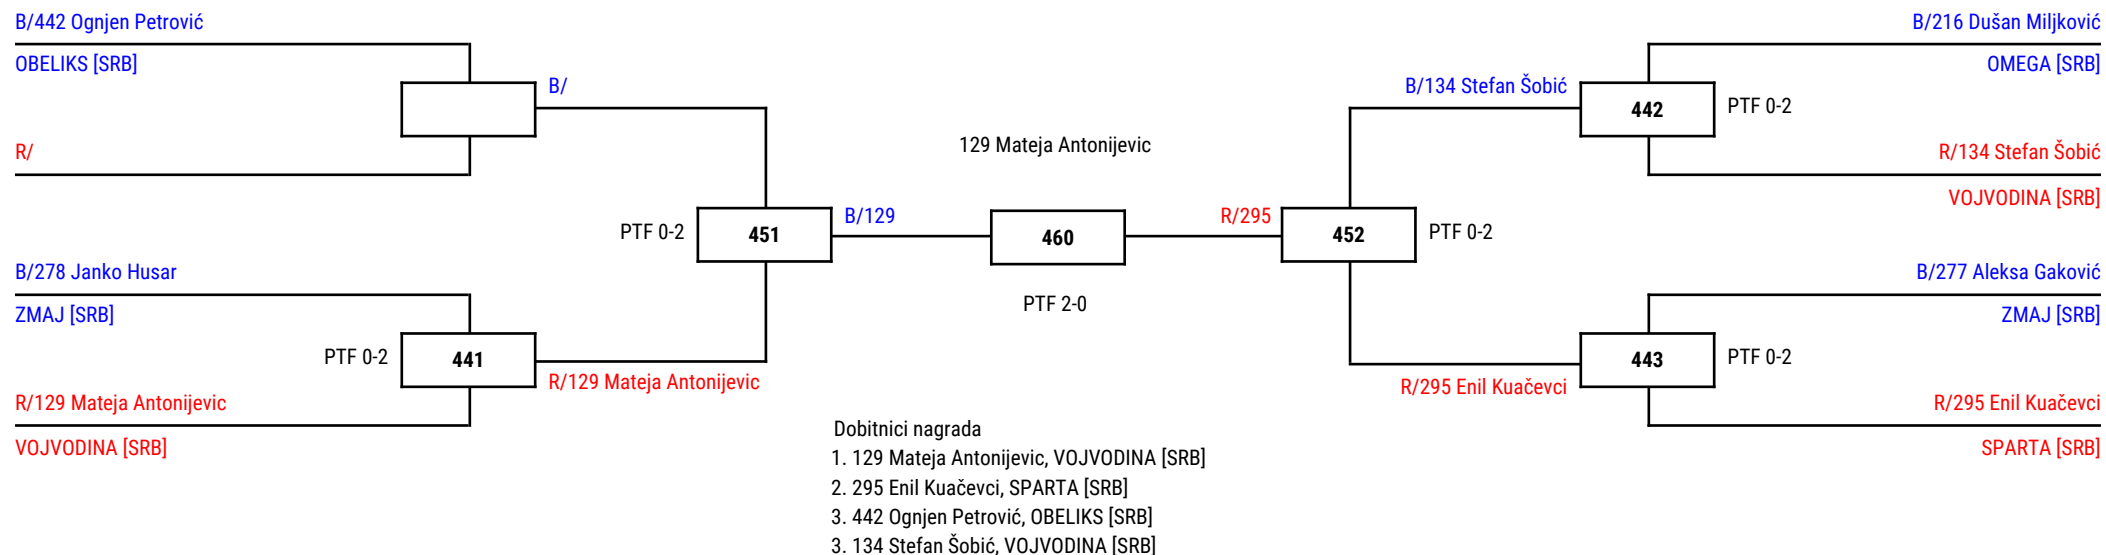 B/442 Ognjen Petrović
OBELIKS [SRB]
B/
R/
PTF 0-2
451
B/129
B/278 Janko Husar
ZMAJ [SRB]
PTF 0-2
441
R/129 Mateja Antonijevic
R/129 Mateja Antonijevic
VOJVODINA [SRB]
129 Mateja Antonijevic
460
PTF 2-0
B/216 Dušan Miljković
OMEGA [SRB]
B/134 Stefan Šobić
442
PTF 0-2
R/134 Stefan Šobić
VOJVODINA [SRB]
R/295
452
PTF 0-2
B/277 Aleksa Gaković
ZMAJ [SRB]
443
PTF 0-2
R/295 Enil Kuačevci
R/295 Enil Kuačevci
SPARTA [SRB]
Dobitnici nagrada
1. 129 Mateja Antonijevic, VOJVODINA [SRB]
2. 295 Enil Kuačevci, SPARTA [SRB]
3. 442 Ognjen Petrović, OBELIKS [SRB]
3. 134 Stefan Šobić, VOJVODINA [SRB]